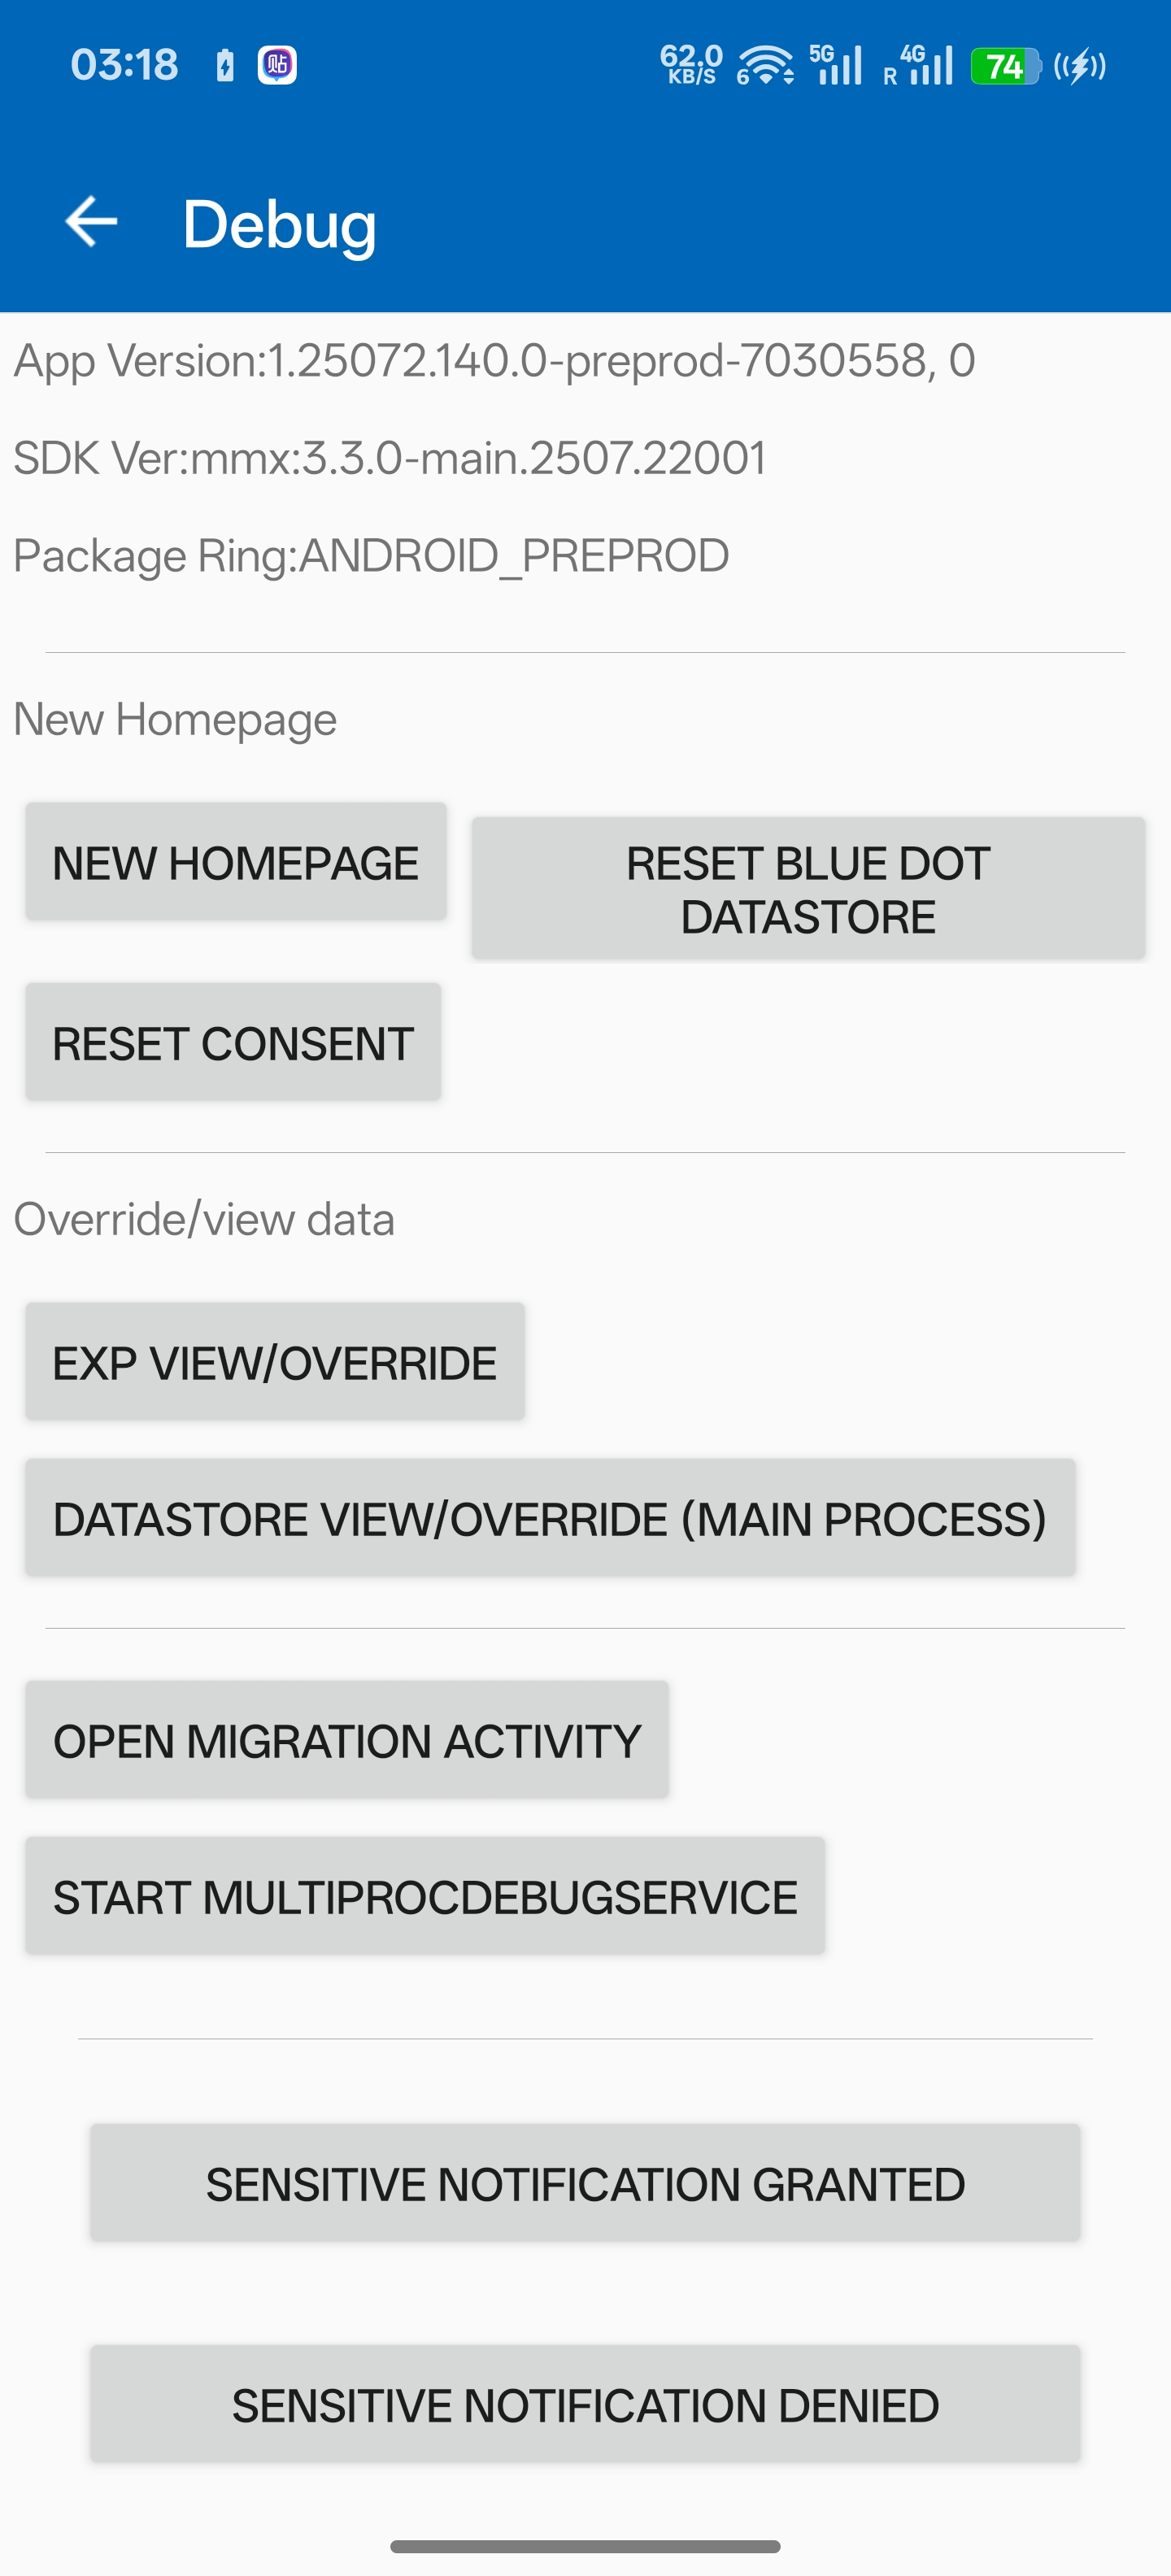 03:18 贴 62.0 KB/S 6 5G R 4G 74
Debug
App Version:1.25072.140.0-preprod-7030558, 0
SDK Ver:mmx:3.3.0-main.2507.22001
Package Ring:ANDROID_PREPROD
New Homepage
NEW HOMEPAGE
RESET BLUE DOT
DATASTORE
RESET CONSENT
Override/view data
EXP VIEW/OVERRIDE
DATASTORE VIEW/OVERRIDE (MAIN PROCESS)
OPEN MIGRATION ACTIVITY
START MULTIPROCDEBUGSERVICE
SENSITIVE NOTIFICATION GRANTED
SENSITIVE NOTIFICATION DENIED